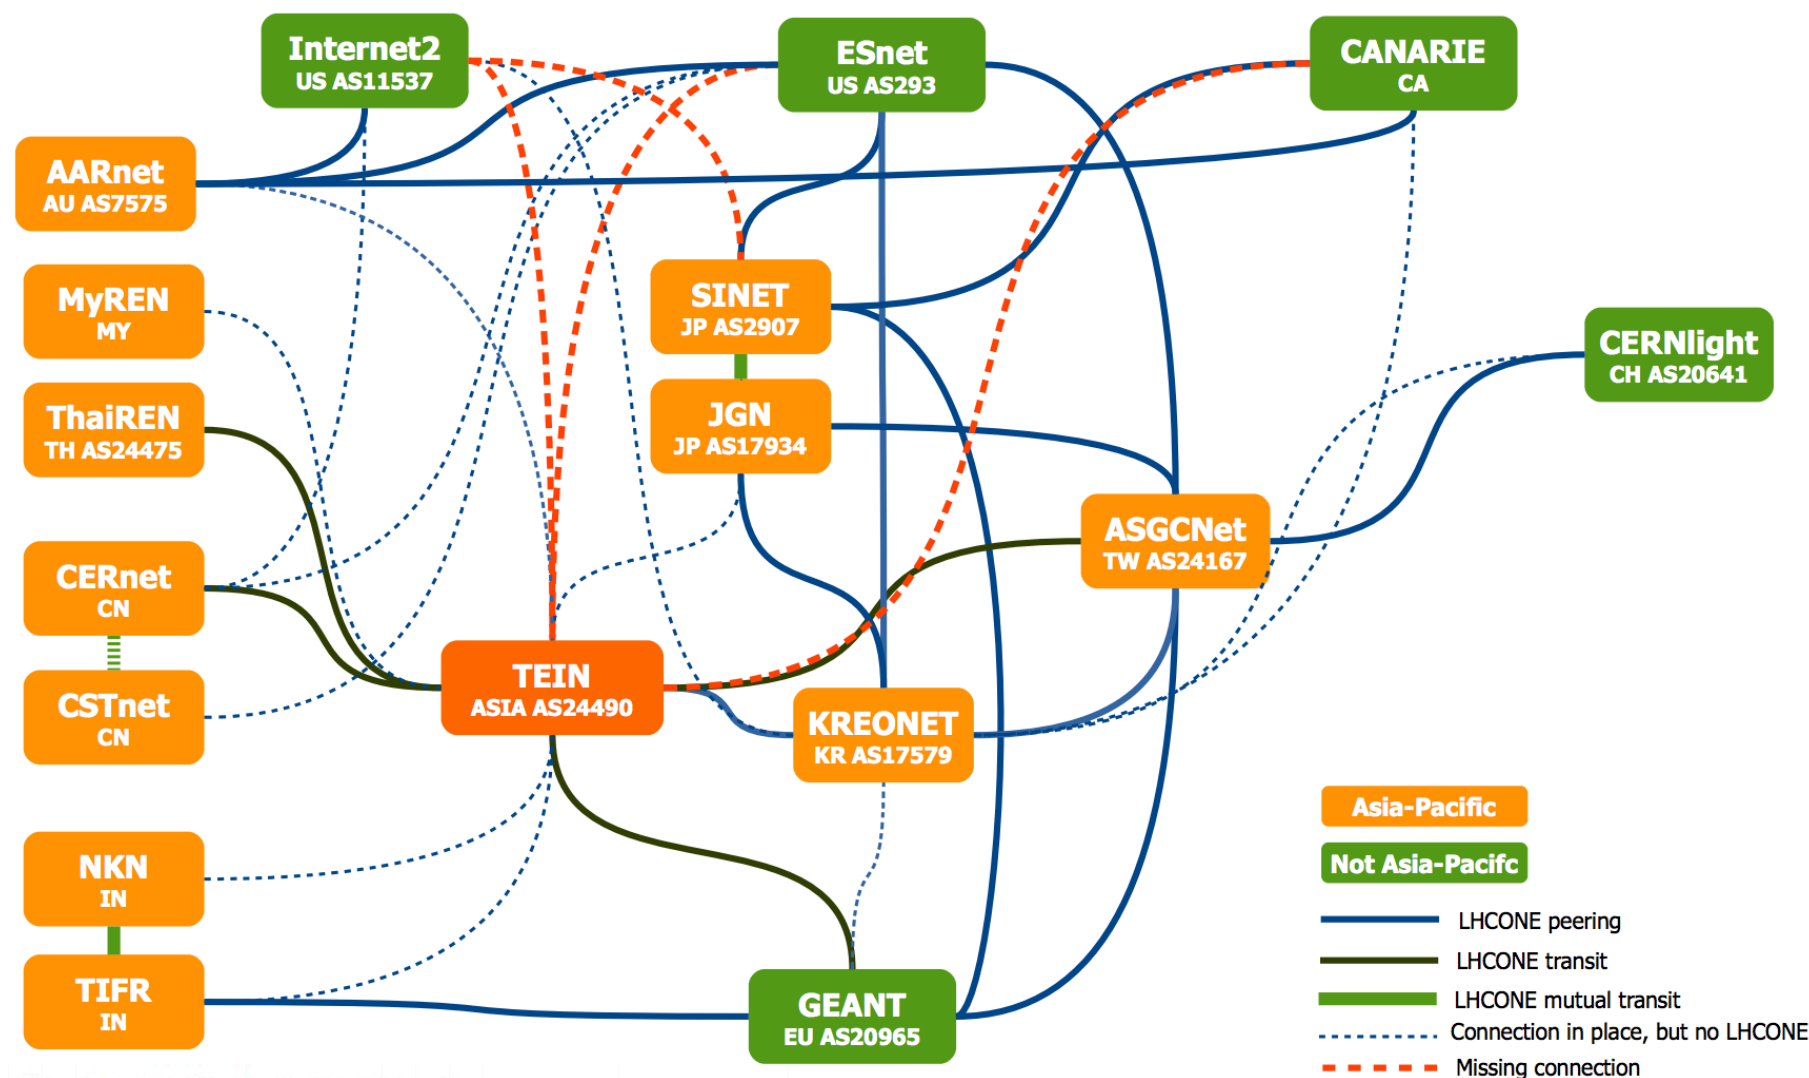 Internet2
US AS11537
ESnet
US AS293
CANARIE
CA
AARnet
AU AS7575
MyREN
MY
SINET
JP AS2907
CERNlight
CH AS20641
ThaiREN
TH AS24475
JGN
JP AS17934
ASGCNet
TW AS24167
CERnet
CN
TEIN
ASIA AS24490
CSTnet
CN
KREONET
KR AS17579
NKN
IN
TIFR
IN
GEANT
EU AS20965
Asia-Pacific
Not Asia-Pacifc
LHCONE peering
LHCONE transit
LHCONE mutual transit
Connection in place, but no LHCONE
Missing connection